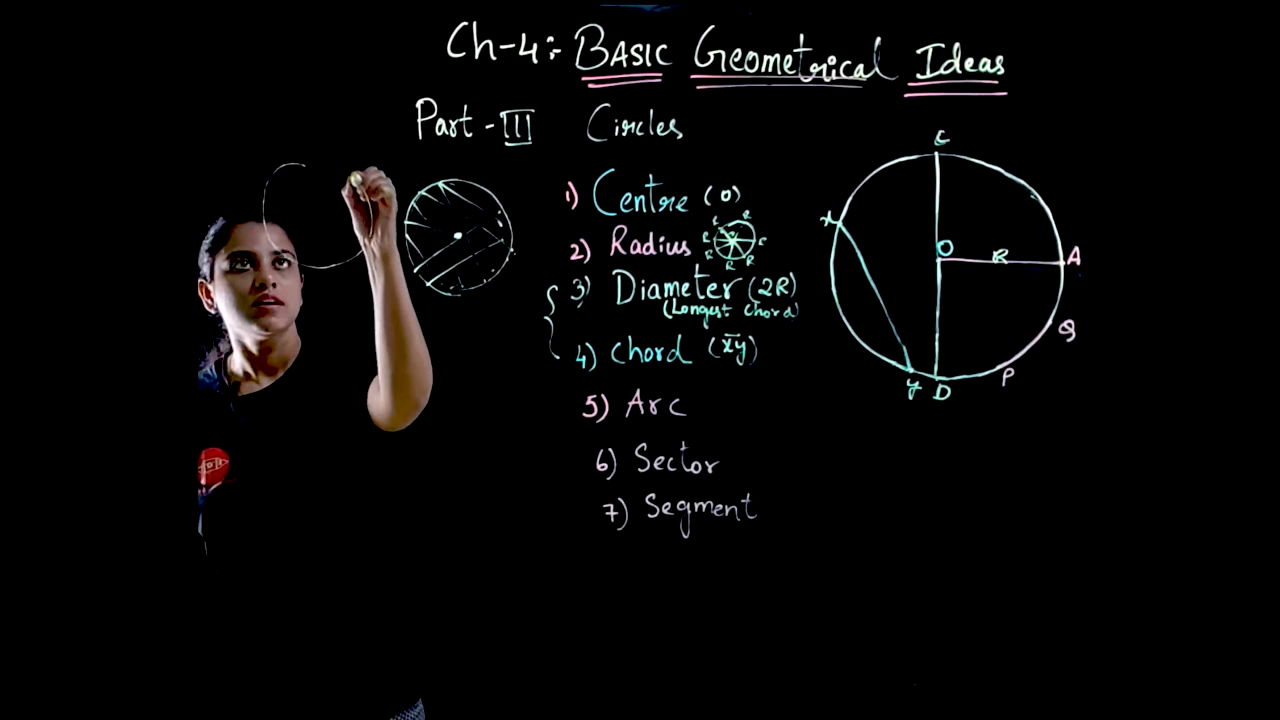 Ch-4:- BASIC Geometrical Ideas
Part - III Circles
1) Centre (O)
2) Radius
R R R R R R R
3) Diameter (2R)
(Longest Chord)
4) Chord (xy)
5) Arc
6) Sector
7) Segment
C
x
O R A
Q
P
y D